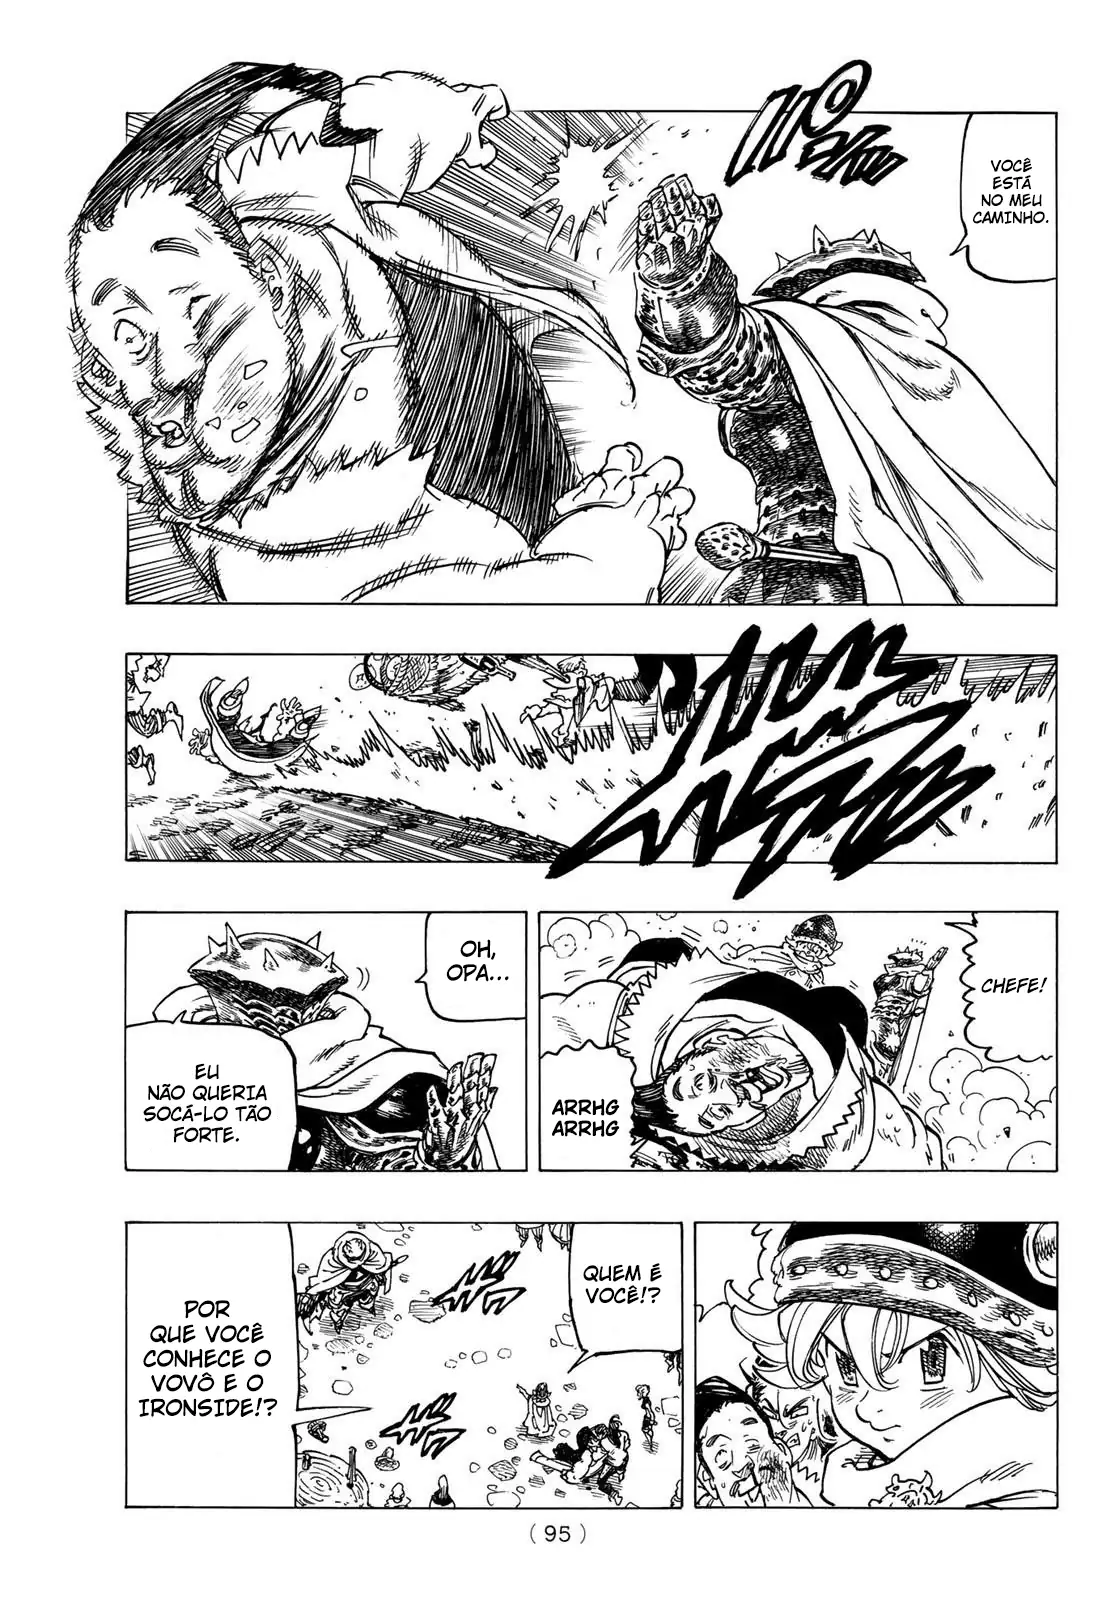 VOCÊ
ESTÁ
NO MEU
CAMINHO.
CHEFE!
ARRHG
ARRHG
OH,
OPA...
EU
NÃO QUERIA
SOCÁ-LO TÃO
FORTE.
QUEM É
VOCÊ!?
POR
QUE VOCÊ
CONHECE O
VOVÔ E O
IRONSIDE!?
( 95 )